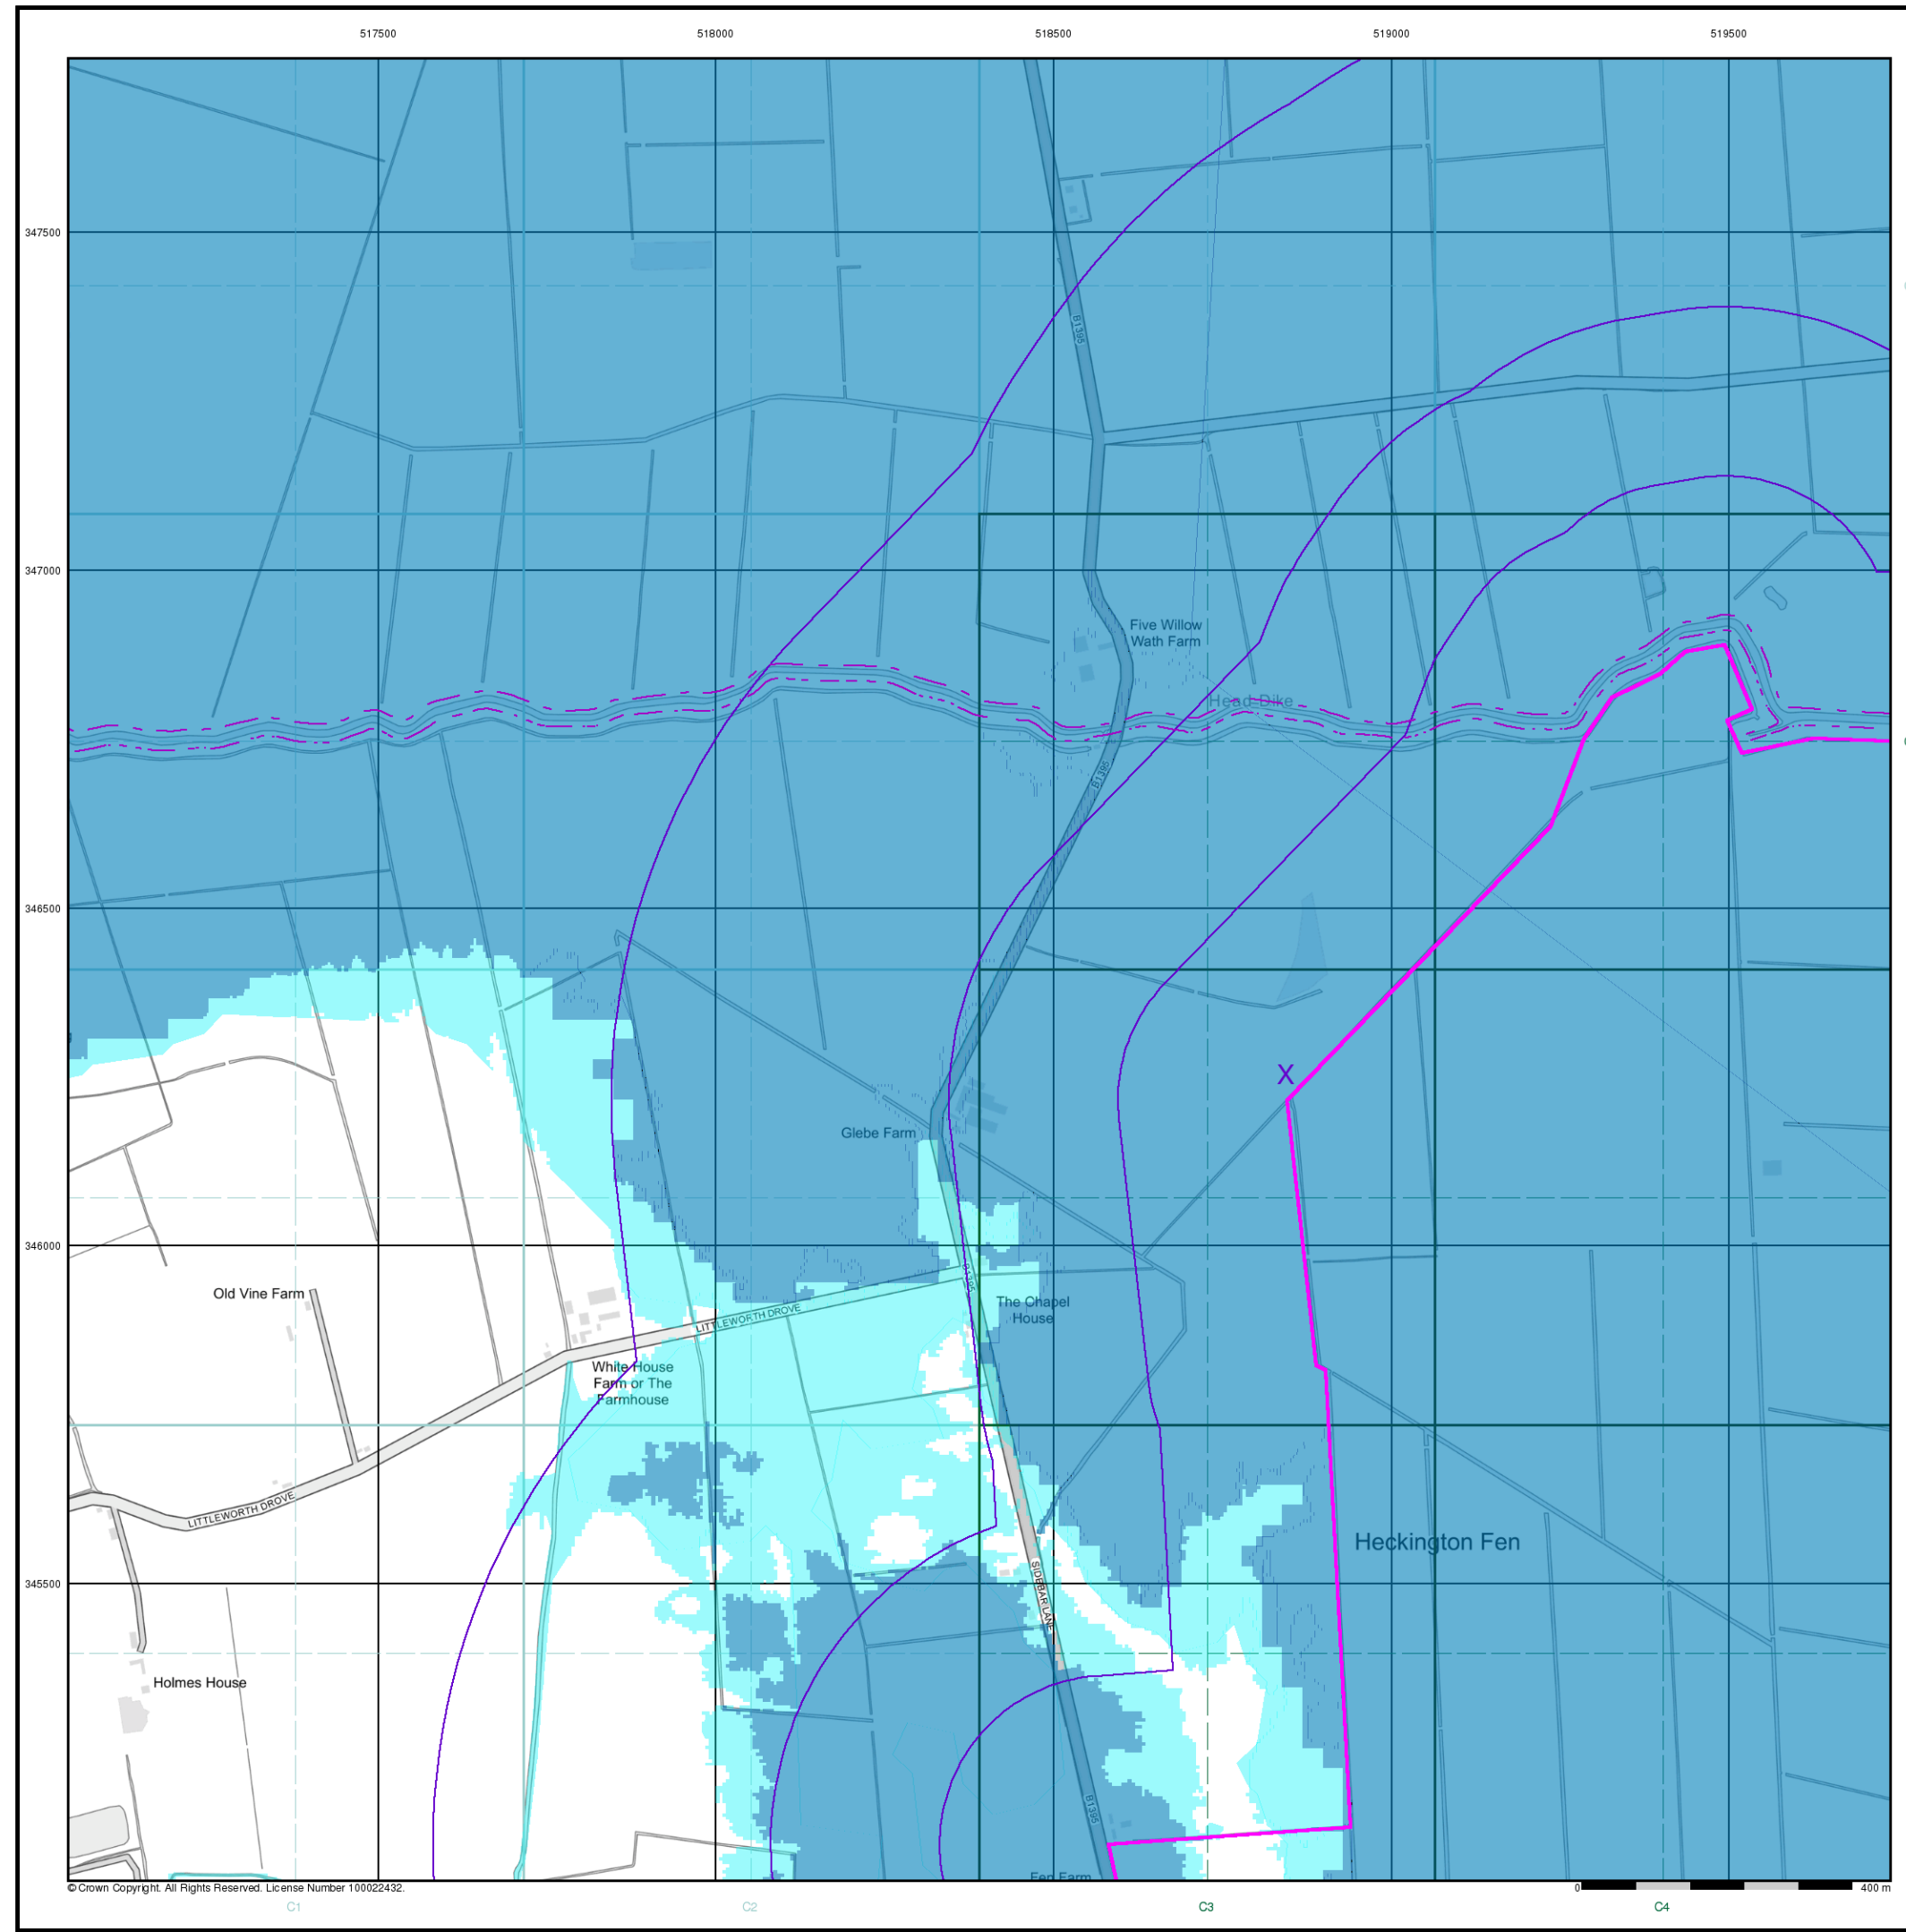 517500 518000 518500 519000 519500
347500
B1395
347000
Five Willow
Wath Farm
Head Dike
B1395
346500
X
Glebe Farm
346000
B1395
Old Vine Farm
The Chapel
House
LITTLEWORTH DROVE
White House
Farm or The
Farmhouse
LITTLEWORTH DROVE
Heckington Fen
345500
SIDEBAR LANE
Holmes House
B1395
Fen Farm
© Crown Copyright. All Rights Reserved. License Number 100022432.
0 400 m
C1 C2 C3 C4